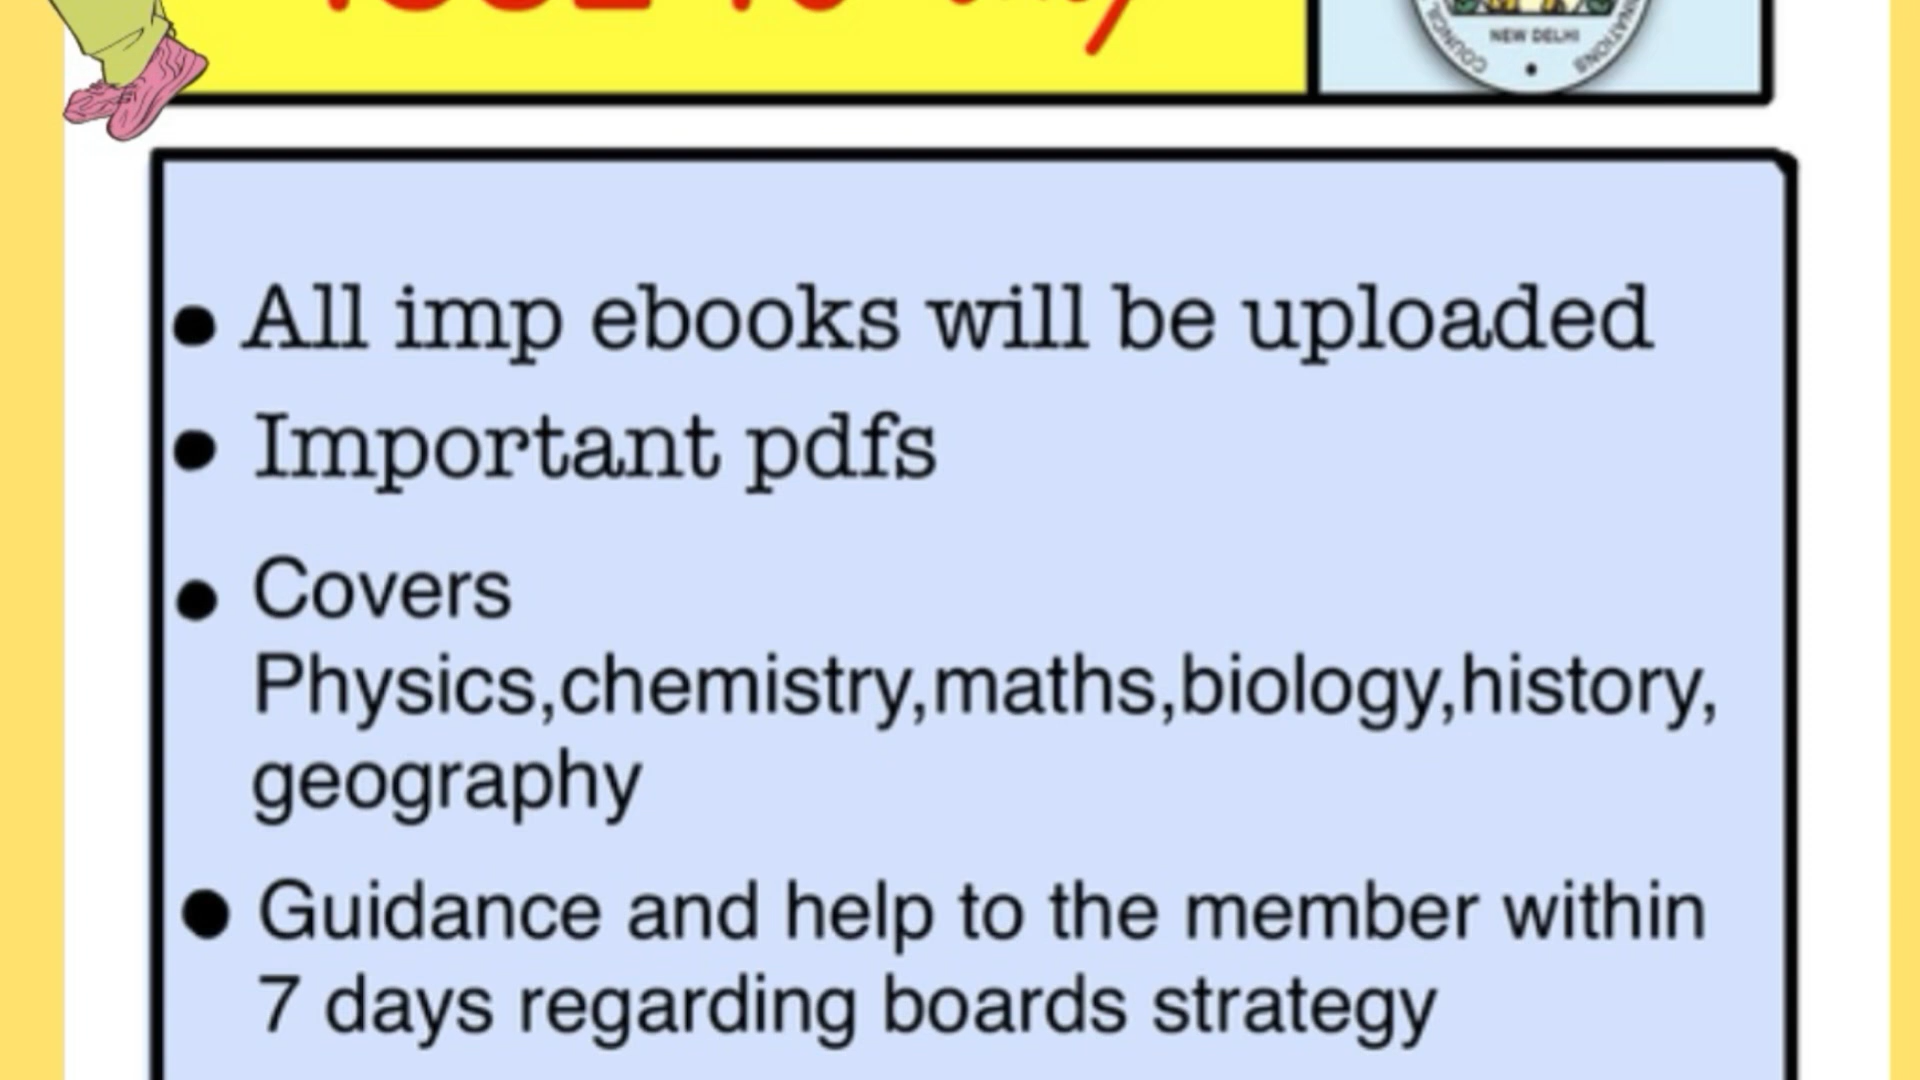 NEW DELHI
COUNCIL
All imp ebooks will be uploaded
Important pdfs
Covers
Physics,chemistry,maths,biology,history,
geography
Guidance and help to the member within
7 days regarding boards strategy